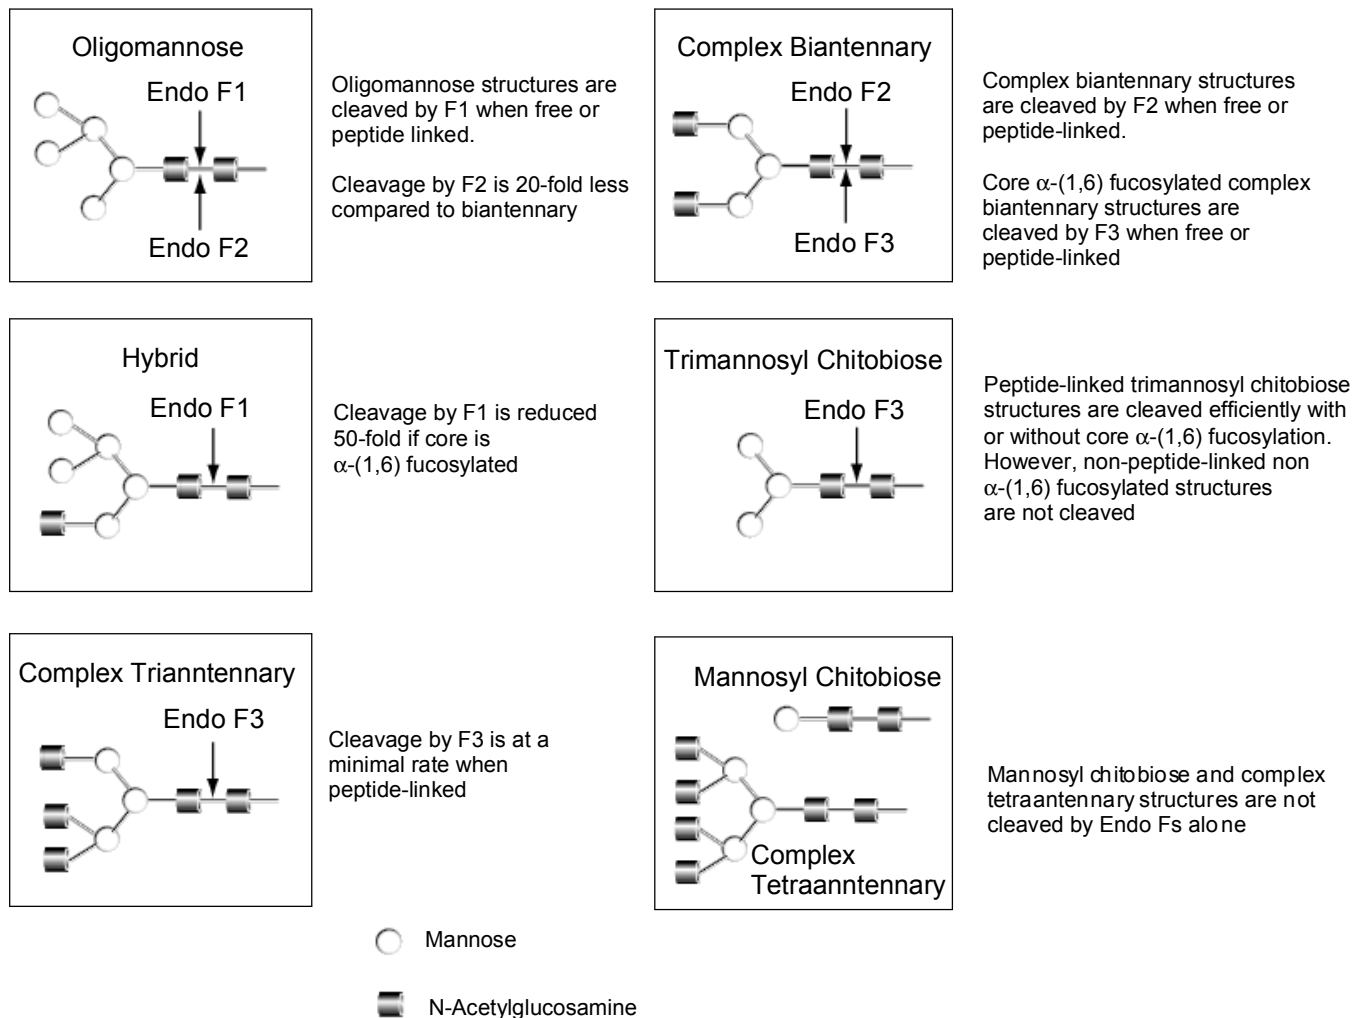 Oligomannose
Endo F1
Endo F2
Oligomannose structures are
cleaved by F1 when free or
peptide linked.
Cleavage by F2 is 20-fold less
compared to biantennary
Complex Biantennary
Endo F2
Endo F3
Complex biantennary structures
are cleaved by F2 when free or
peptide-linked.
Core α-(1,6) fucosylated complex
biantennary structures are
cleaved by F3 when free or
peptide-linked
Hybrid
Endo F1
Cleavage by F1 is reduced
50-fold if core is
α-(1,6) fucosylated
Trimannosyl Chitobiose
Endo F3
Peptide-linked trimannosyl chitobiose
structures are cleaved efficiently with
or without core α-(1,6) fucosylation.
However, non-peptide-linked non
α-(1,6) fucosylated structures
are not cleaved
Complex Trianntennary
Endo F3
Cleavage by F3 is at a
minimal rate when
peptide-linked
Mannosyl Chitobiose
Complex
Tetraanntennary
Mannosyl chitobiose and complex
tetraantennary structures are not
cleaved by Endo Fs alone
Mannose
N-Acetylglucosamine